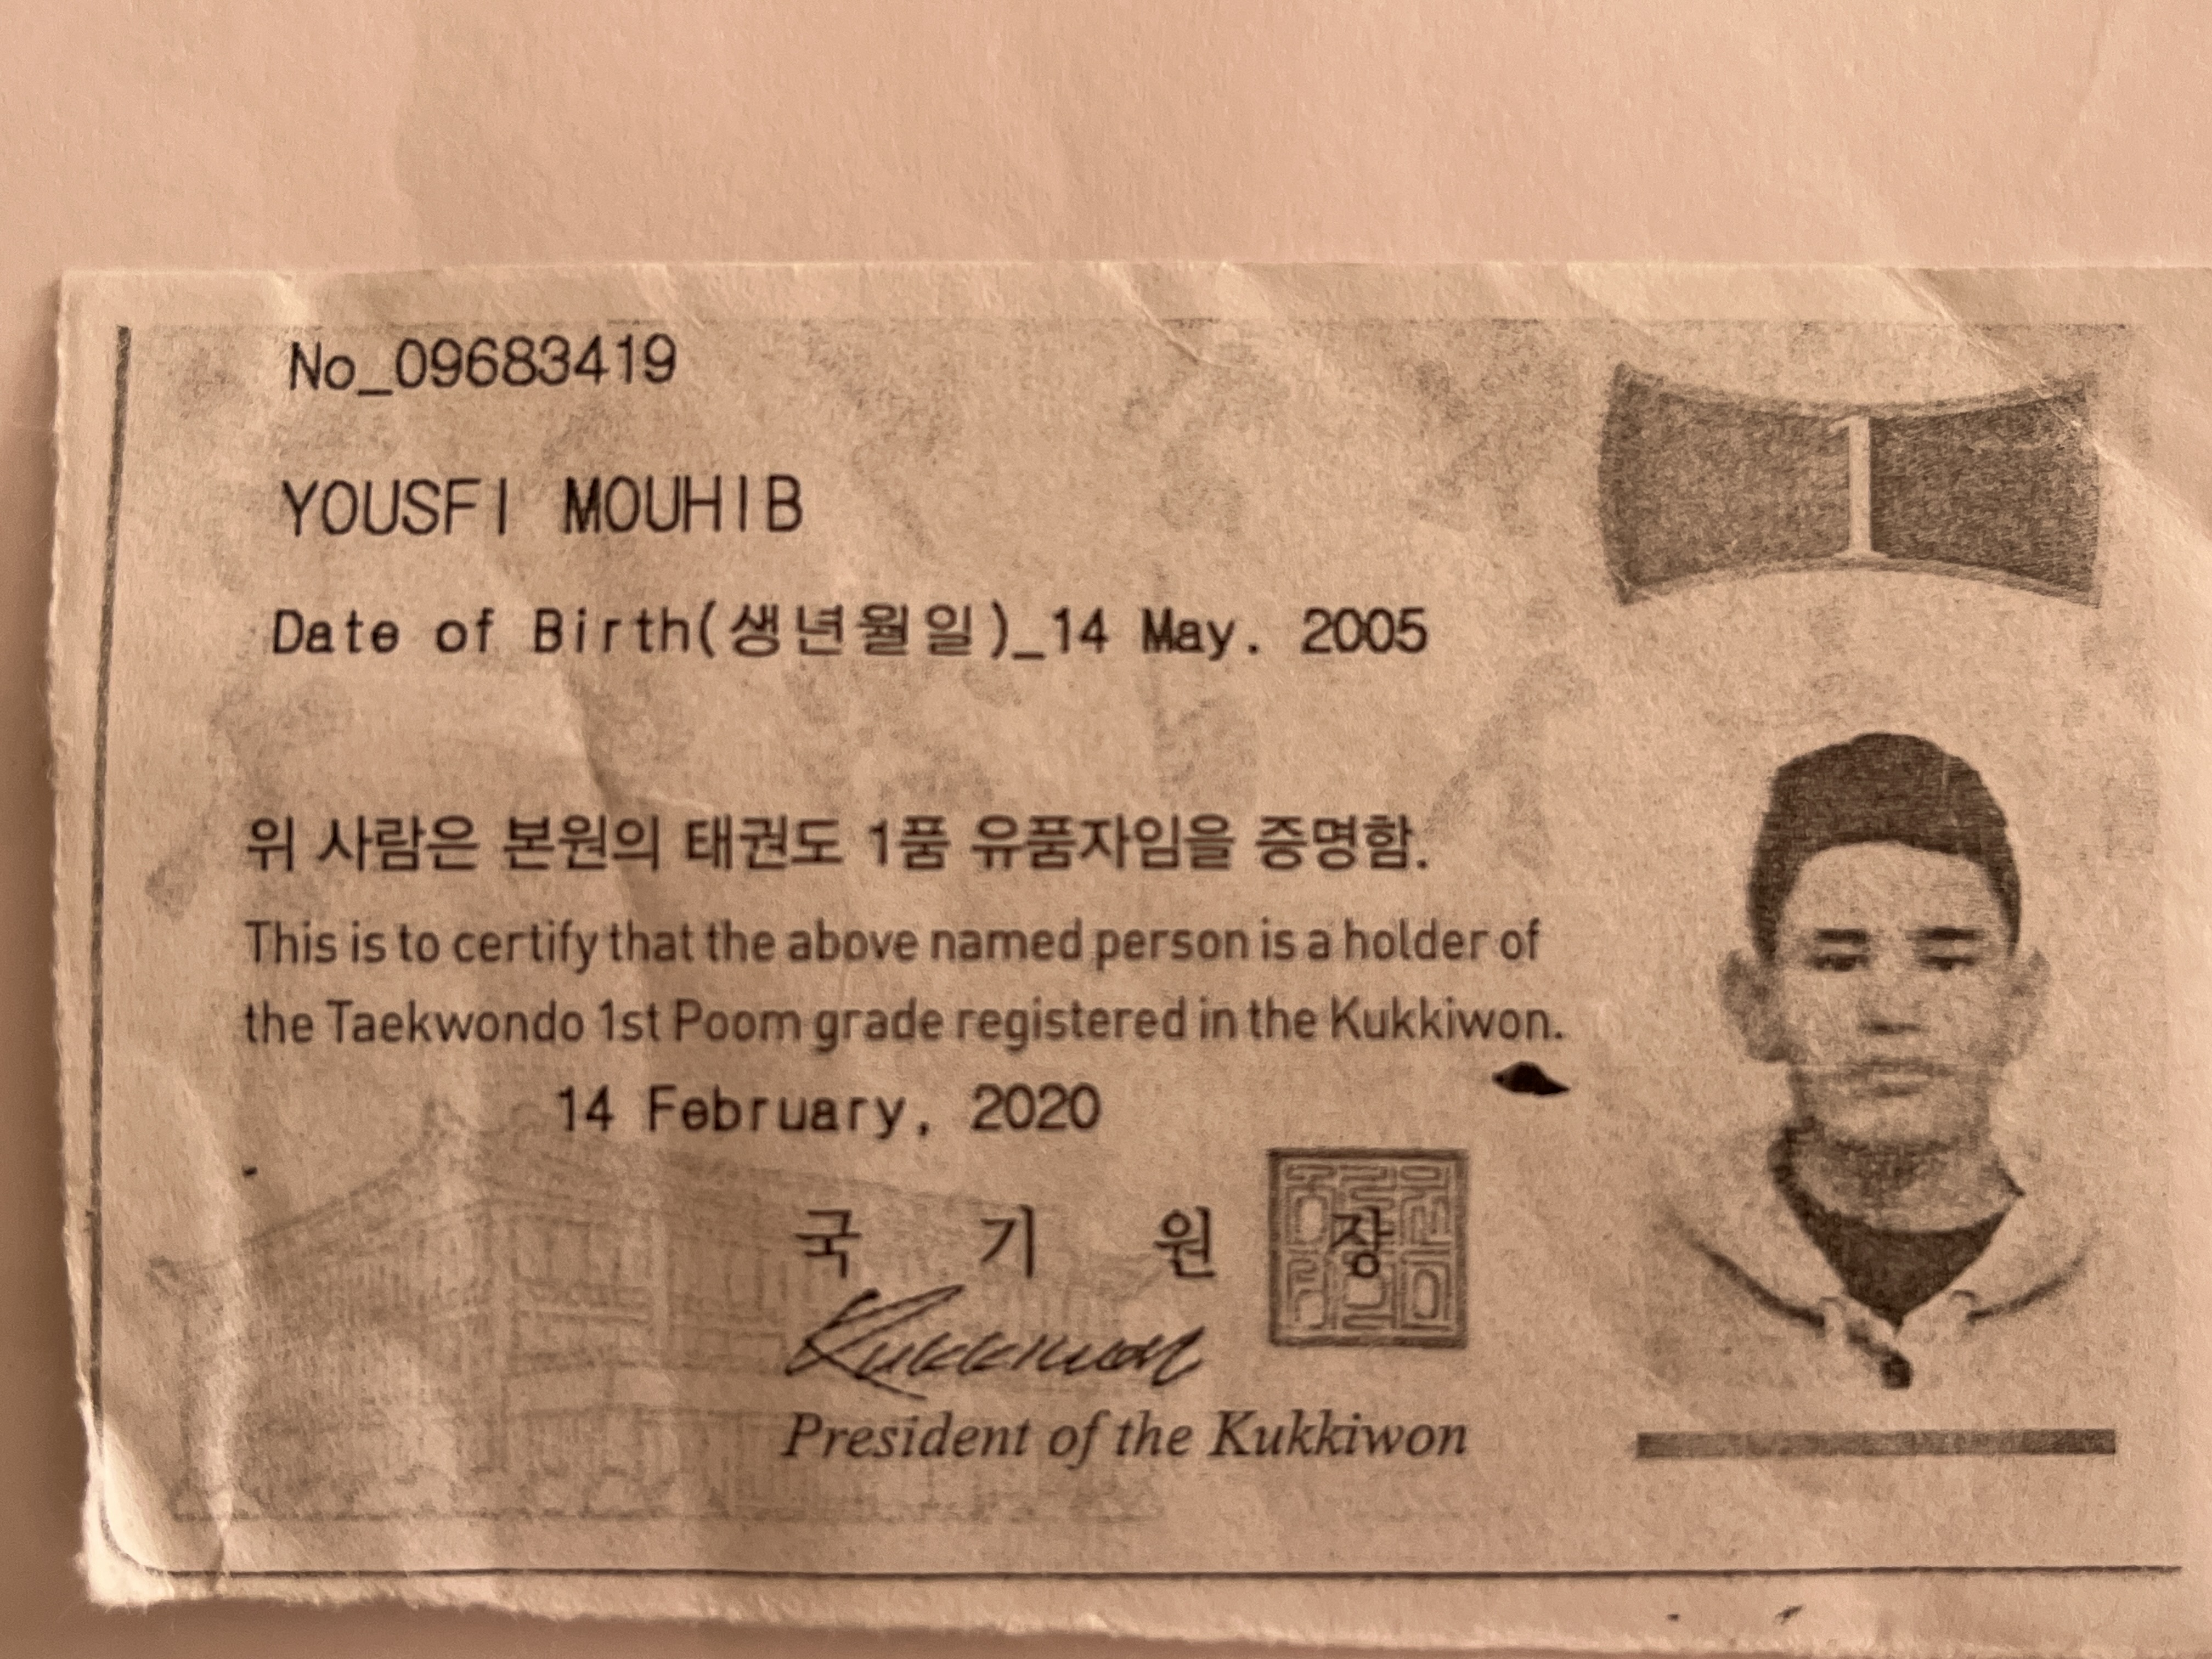 No_09683419
1
YOUSFI MOUHIB
Date of Birth(생년월일)_14 May. 2005
위 사람은 본원의 태권도 1품 유품자임을 증명함.
This is to certify that the above named person is a holder of
the Taekwondo 1st Poom grade registered in the Kukkiwon.
14 February, 2020
국 기 원 장
Kukkiwon
President of the Kukkiwon